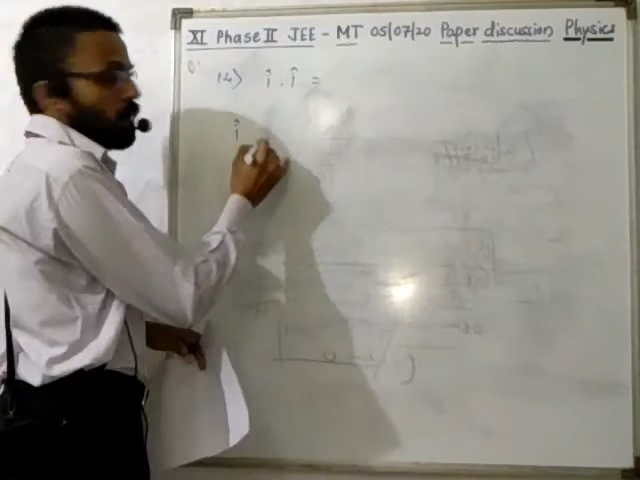 XI Phase II JEE - MT 05/07/20 Paper discussion Physics
14) î . î =
î